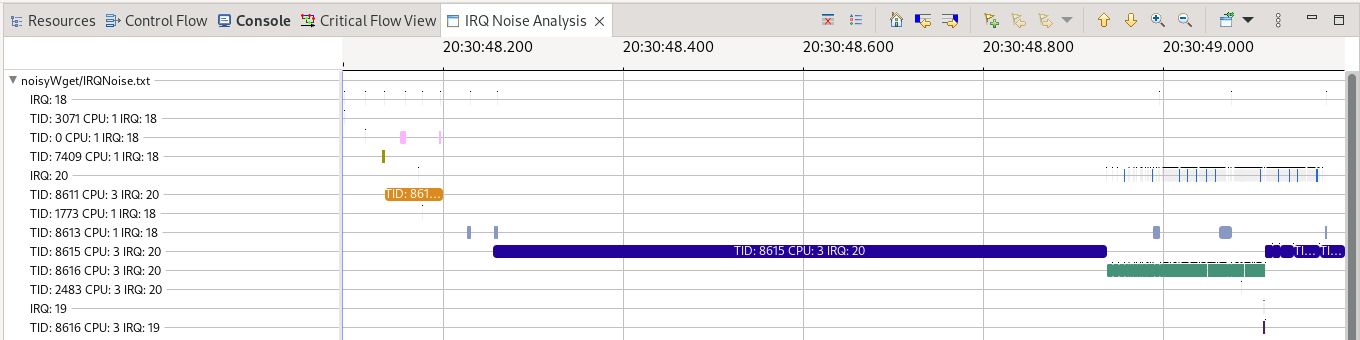 Resources Control Flow Console Critical Flow View IRQ Noise Analysis
20:30:48.200 20:30:48.400 20:30:48.600 20:30:48.800 20:30:49.000
noisyWget/IRQNoise.txt
IRQ: 18
TID: 3071 CPU: 1 IRQ: 18
TID: 0 CPU: 1 IRQ: 18
TID: 7409 CPU: 1 IRQ: 18
IRQ: 20
TID: 8611 CPU: 3 IRQ: 20 TID: 861...
TID: 1773 CPU: 1 IRQ: 18
TID: 8613 CPU: 1 IRQ: 18
TID: 8615 CPU: 3 IRQ: 20 TID: 8615 CPU: 3 IRQ: 20 TI... TI...
TID: 8616 CPU: 3 IRQ: 20
TID: 2483 CPU: 3 IRQ: 20
IRQ: 19
TID: 8616 CPU: 3 IRQ: 19